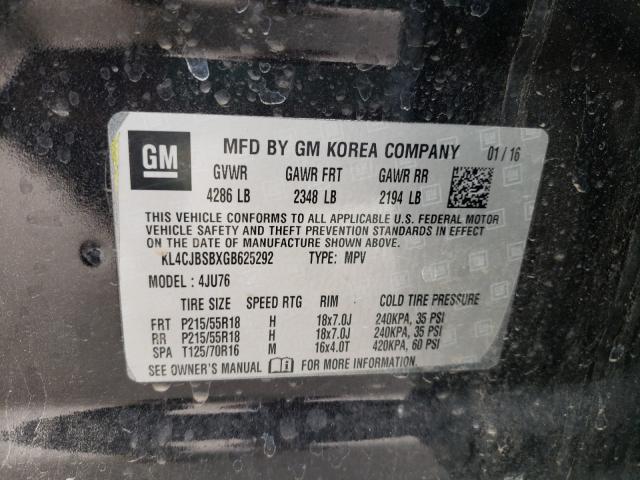 GM MFD BY GM KOREA COMPANY 01 / 16
GVWR GAWR FRT GAWR RR
4286 LB 2348 LB 2194 LB
THIS VEHICLE CONFORMS TO ALL APPLICABLE U.S. FEDERAL MOTOR
VEHICLE SAFETY AND THEFT PREVENTION STANDARDS IN
EFFECT ON THE DATE OF MANUFACTURE SHOWN ABOVE.
KL4CJBSBXGB625292 TYPE: MPV
MODEL : 4JU76
TIRE SIZE SPEED RTG RIM COLD TIRE PRESSURE
FRT P215/55R18 H 18x7.0J 240KPA, 35 PSI
RR P215/55R18 H 18x7.0J 240KPA, 35 PSI
SPA T125/70R16 M 16x4.0T 420KPA, 60 PSI
SEE OWNER'S MANUAL FOR MORE INFORMATION.